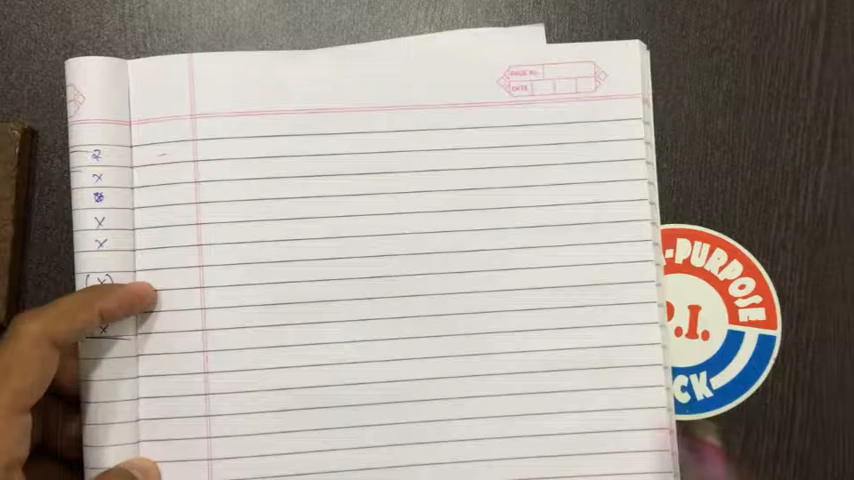 PAGE No.
DATE
x
x
x
(x)
x
-PURPOSE
P.I.
CK